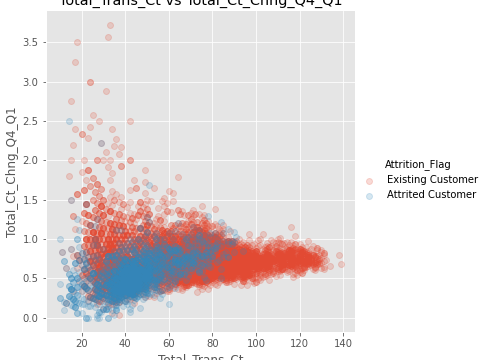 Total_Trans_Ct vs Total_Ct_Chng_Q4_Q1
3.5
3.0
2.5
2.0
1.5
1.0
0.5
0.0
Total_Ct_Chng_Q4_Q1
20 40 60 80 100 120 140
Total_Trans_Ct
Attrition_Flag
Existing Customer
Attrited Customer